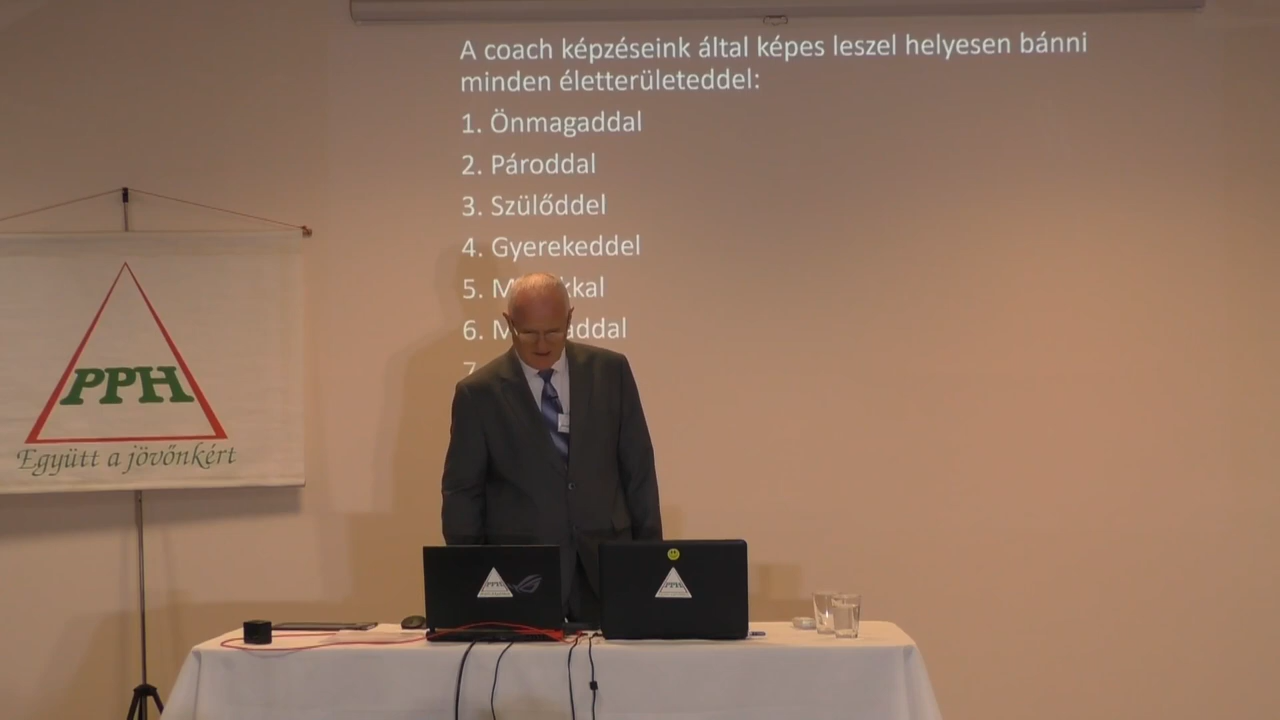 A coach képzéseink által képes leszel helyesen bánni
minden életterületeddel:
1. Önmagaddal
2. Pároddal
3. Szülőddel
4. Gyerekeddel
5.
6.
7.
PPH
Együtt a jövőnkért
PPH
PPH